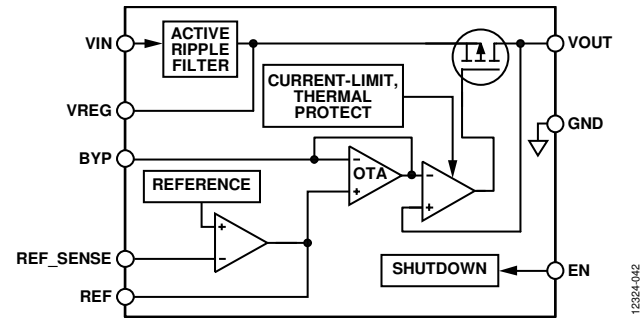 VIN
ACTIVE
RIPPLE
FILTER
VOUT
VREG
CURRENT-LIMIT,
THERMAL
PROTECT
GND
BYP
–
OTA
–
REFERENCE
+
+
+
–
REF_SENSE
SHUTDOWN
EN
REF
12324-042